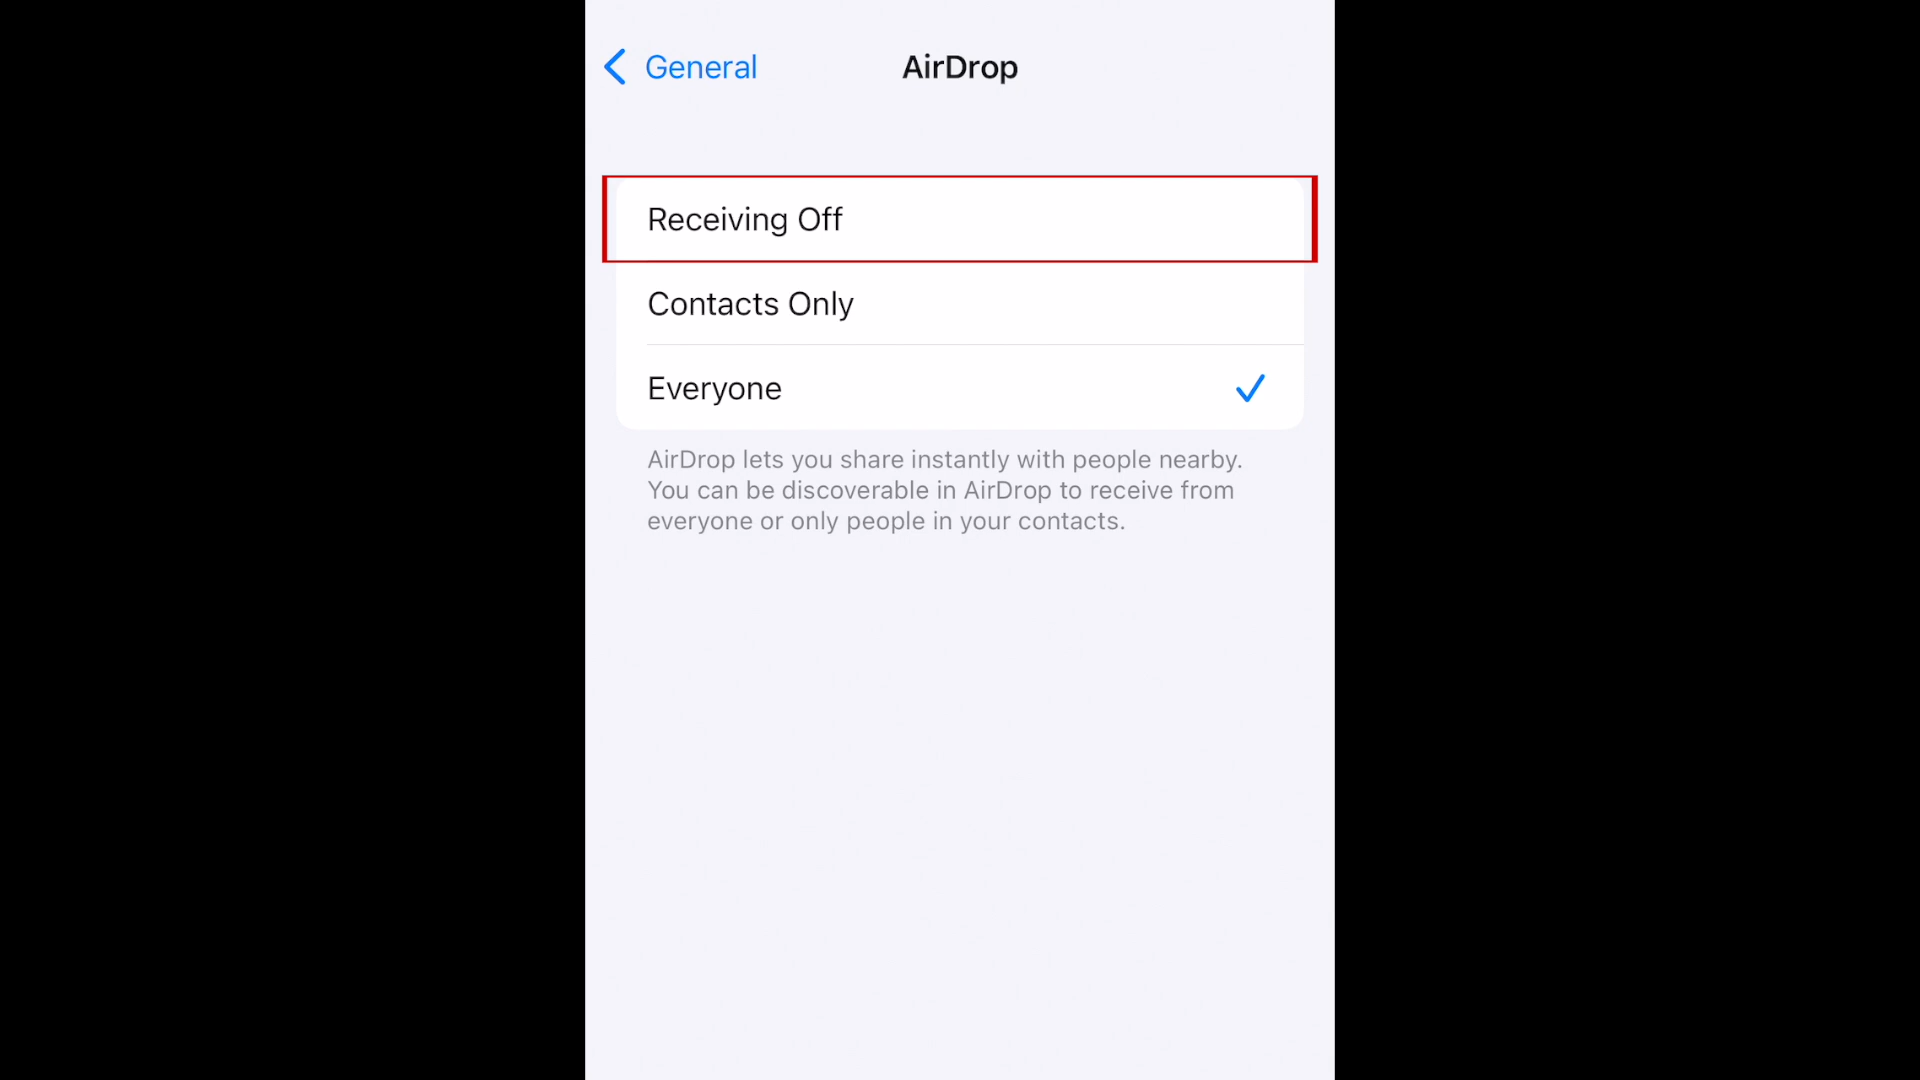 General
AirDrop
Receiving Off
Contacts Only
Everyone
AirDrop lets you share instantly with people nearby.
You can be discoverable in AirDrop to receive from
everyone or only people in your contacts.